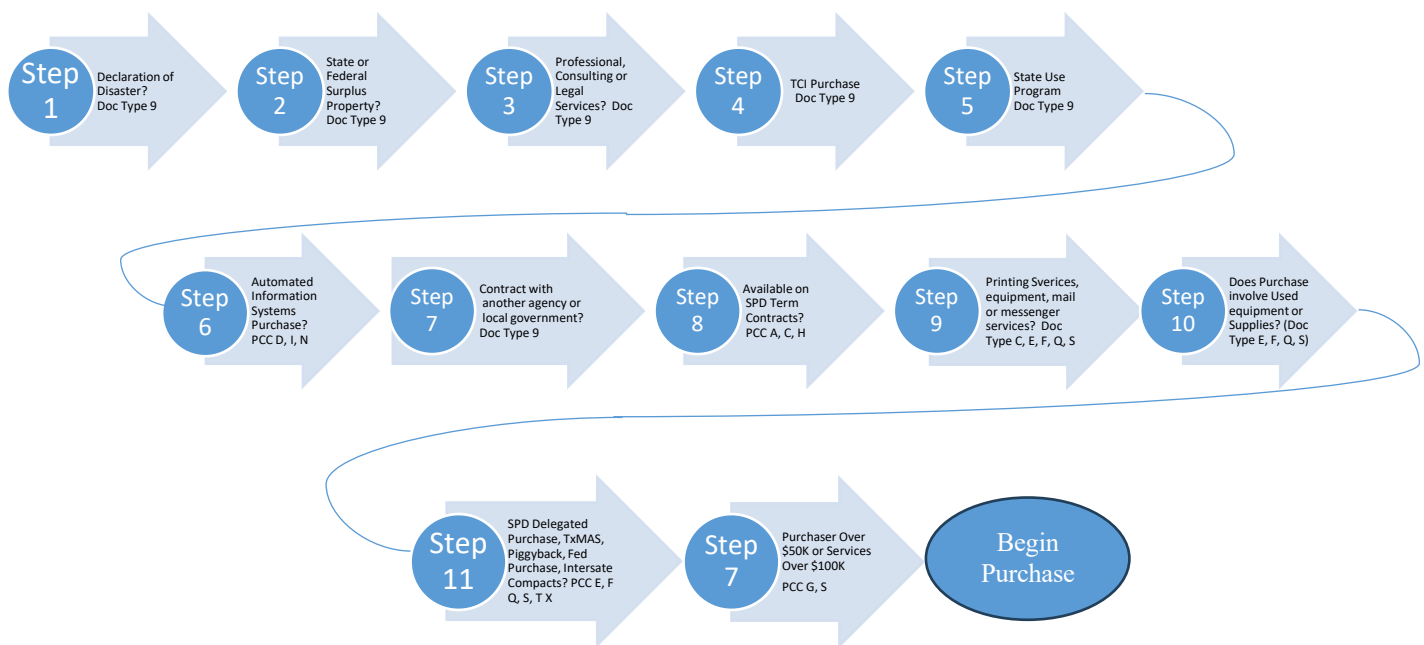 Step
1
Declaration of
Disaster?
Doc Type 9
Step
2
State or
Federal
Surplus
Property?
Doc Type 9
Step
3
Professional,
Consulting or
Legal
Services?  Doc
Type 9
Step
4
TCI Purchase
Doc Type 9
Step
5
State Use
Program
Doc Type 9
Step
6
Automated
Information
Systems
Purchase?
PCC D, I, N
Step
7
Contract with
another agency or
local government?
Doc Type 9
Step
8
Available on
SPD Term
Contracts?
PCC A, C, H
Step
9
Printing Sverices,
equipment, mail
or messenger
services?  Doc
Type C, E, F, Q, S
Step
10
Does Purchase
involve Used
equipment or
Supplies? (Doc
Type E, F, Q, S)
Step
11
SPD Delegated
Purchase, TxMAS,
Piggyback, Fed
Purchase, Intersate
Compacts? PCC E, F
Q, S, T X
Step
7
Purchaser Over
$50K or Services
Over $100K
PCC G, S
Begin
Purchase